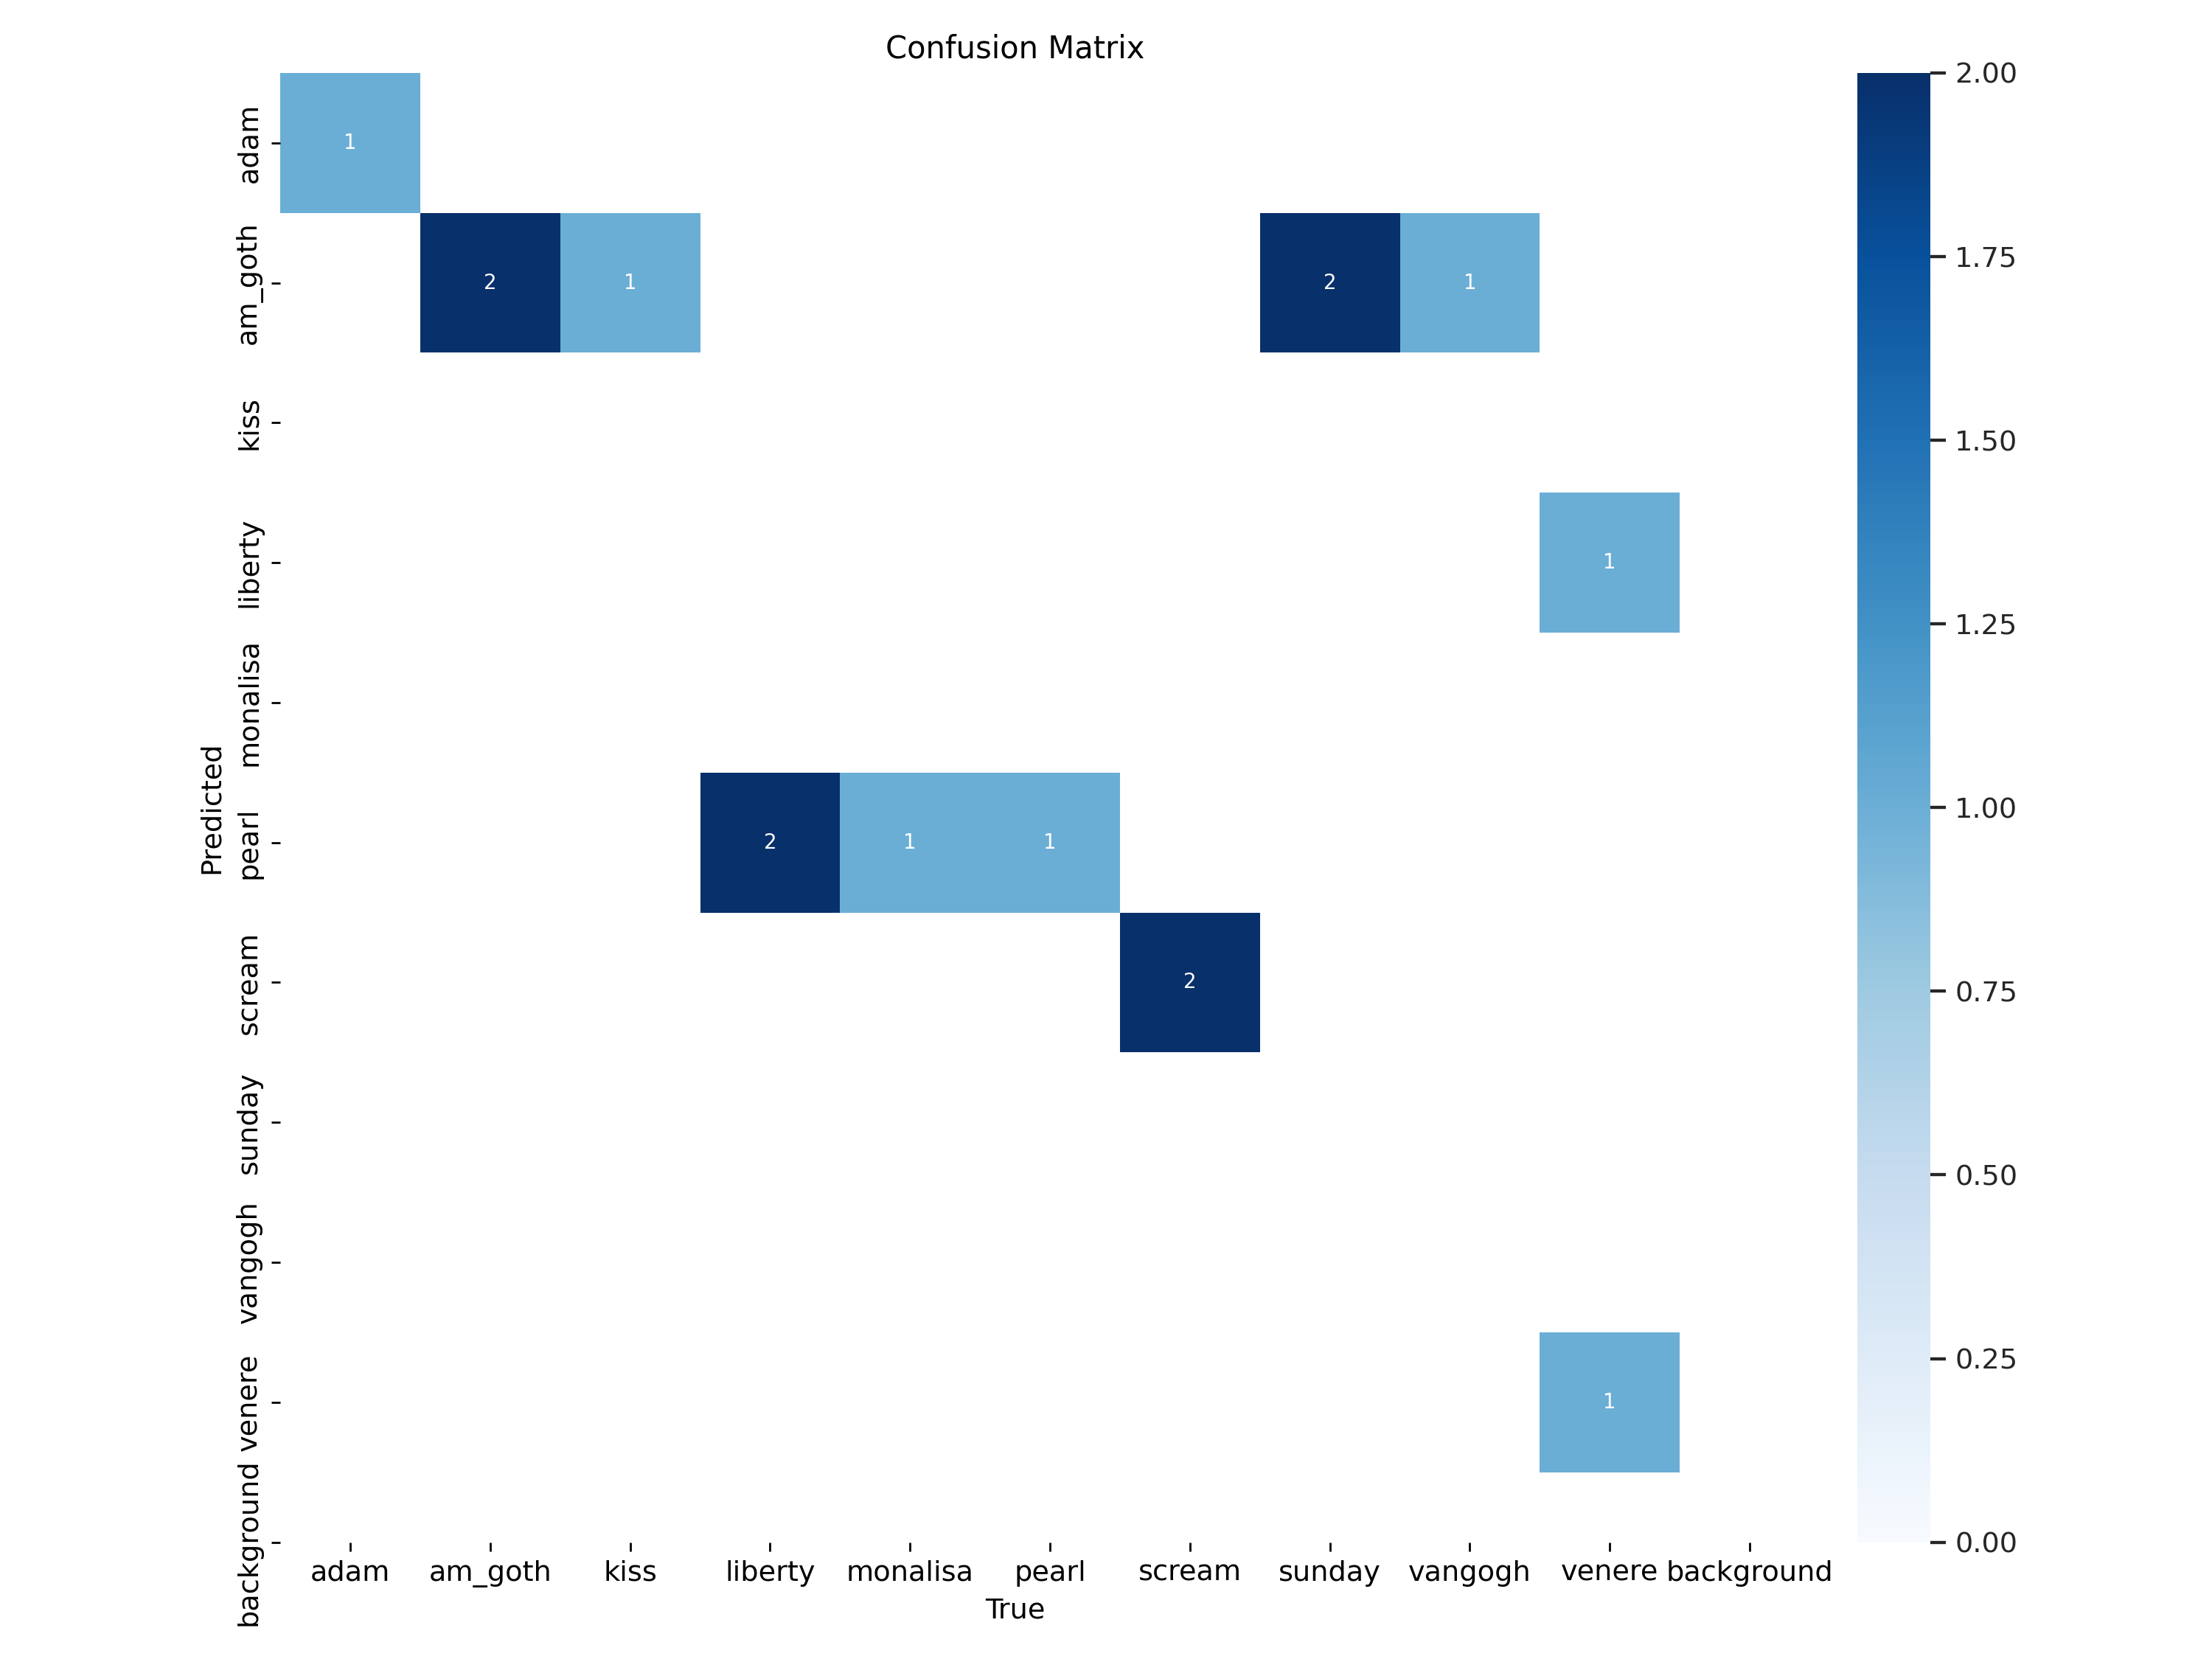 Confusion Matrix
adam
am_goth
kiss
liberty
monalisa
pearl
scream
sunday
vangogh
venere
background
Predicted
1
2 1 2 1
1
2 1 1
2
1
adam am_goth kiss liberty monalisa pearl scream sunday vangogh venere background
True
2.00
1.75
1.50
1.25
1.00
0.75
0.50
0.25
0.00